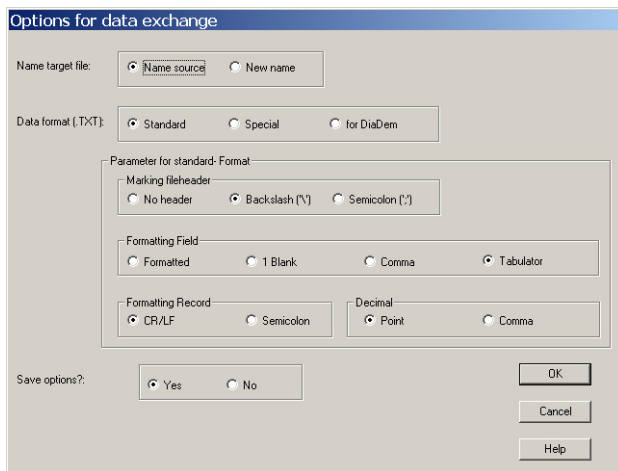 Options for data exchange
Name target file: Name source New name
Data format (.TXT): Standard Special for DiaDem
Parameter for standard- Format
Marking fileheader
No header Backslash ('\') Semicolon (';')
Formatting Field
Formatted 1 Blank Comma Tabulator
Formatting Record Decimal
CR/LF Semicolon Point Comma
Save options?: Yes No
OK
Cancel
Help